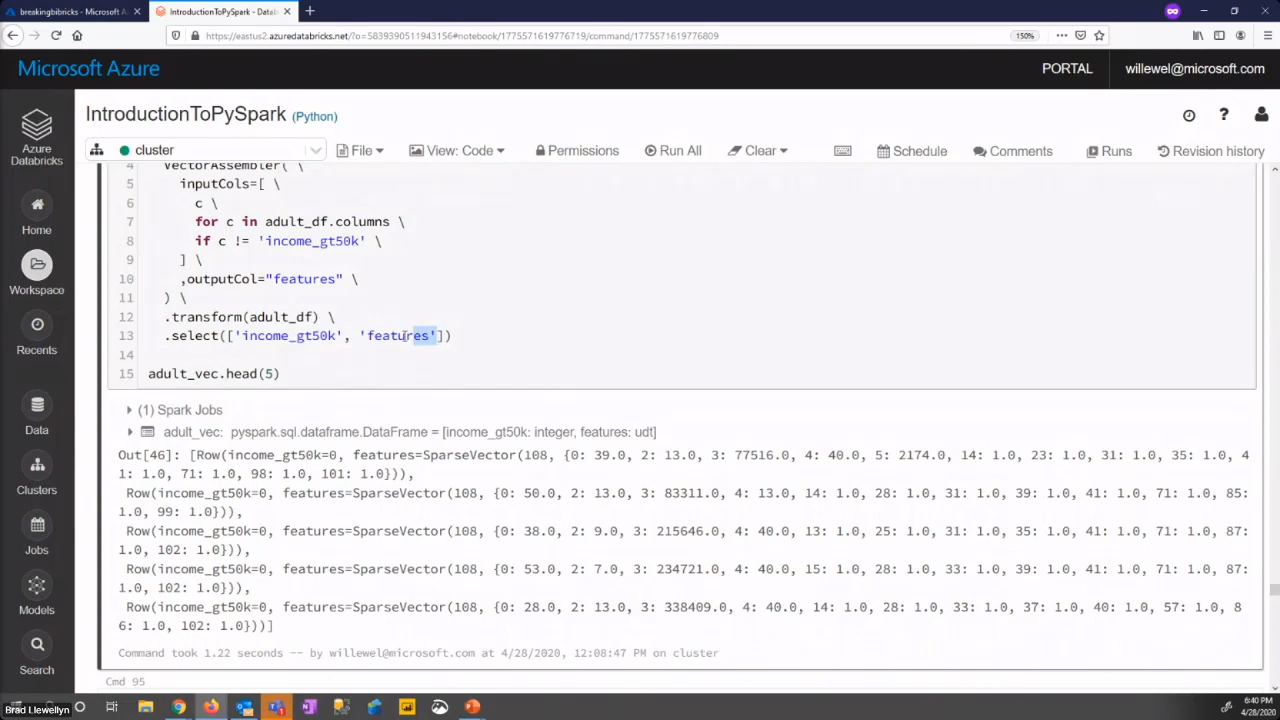 breakingbibricks - Microsoft A
IntroductionToPySpark - Datab
https://eastus2.azuredatabricks.net/?o=5839390511943156#notebook/1775571619776719/command/1775571619776809
150%
Microsoft Azure
PORTAL
willewel@microsoft.com
Azure
Databricks
Home
Workspace
Recents
Data
Clusters
Jobs
Models
Search
IntroductionToPySpark (Python)
cluster
File
View: Code
Permissions
Run All
Clear
Schedule
Comments
Runs
Revision history
4 VectorAssembler( \
5 inputCols=[ \
6 c \
7 for c in adult_df.columns \
8 if c != 'income_gt50k' \
9 ] \
10 ,outputCol="features" \
11 ) \
12 .transform(adult_df) \
13 .select(['income_gt50k', 'features'])
14
15 adult_vec.head(5)
(1) Spark Jobs
adult_vec: pyspark.sql.dataframe.DataFrame = [income_gt50k: integer, features: udt]
Out[46]: [Row(income_gt50k=0, features=SparseVector(108, {0: 39.0, 2: 13.0, 3: 77516.0, 4: 40.0, 5: 2174.0, 14: 1.0, 23: 1.0, 31: 1.0, 35: 1.0, 4
1: 1.0, 71: 1.0, 98: 1.0, 101: 1.0})),
Row(income_gt50k=0, features=SparseVector(108, {0: 50.0, 2: 13.0, 3: 83311.0, 4: 13.0, 14: 1.0, 28: 1.0, 31: 1.0, 39: 1.0, 41: 1.0, 71: 1.0, 85:
1.0, 99: 1.0})),
Row(income_gt50k=0, features=SparseVector(108, {0: 38.0, 2: 9.0, 3: 215646.0, 4: 40.0, 13: 1.0, 25: 1.0, 31: 1.0, 35: 1.0, 41: 1.0, 71: 1.0, 87:
1.0, 102: 1.0})),
Row(income_gt50k=0, features=SparseVector(108, {0: 53.0, 2: 7.0, 3: 234721.0, 4: 40.0, 15: 1.0, 28: 1.0, 33: 1.0, 39: 1.0, 41: 1.0, 71: 1.0, 87:
1.0, 102: 1.0})),
Row(income_gt50k=0, features=SparseVector(108, {0: 28.0, 2: 13.0, 3: 338409.0, 4: 40.0, 14: 1.0, 28: 1.0, 33: 1.0, 37: 1.0, 40: 1.0, 57: 1.0, 8
6: 1.0, 102: 1.0}))]
Command took 1.22 seconds -- by willewel@microsoft.com at 4/28/2020, 12:08:47 PM on cluster
Cmd 95
Brad Llewellyn
6:40 PM
4/28/2020